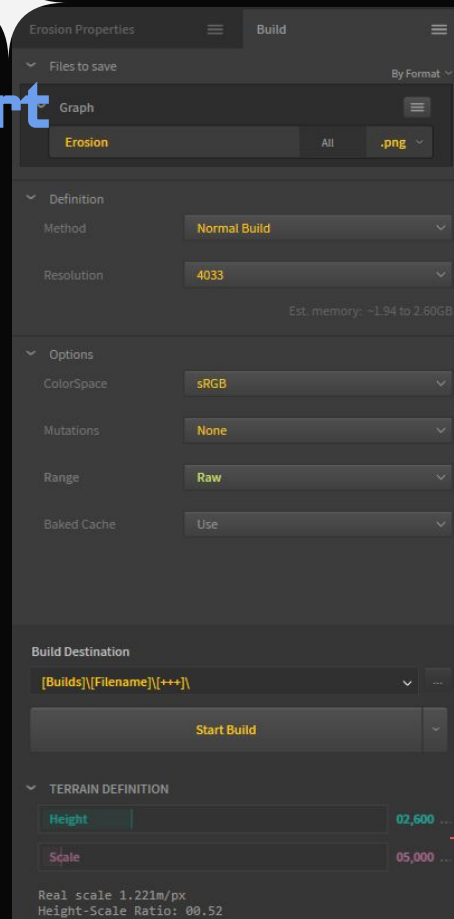 Erosion Properties
Build
Files to save
By Format
Graph
Erosion
All
.png
Definition
Method
Normal Build
Resolution
4033
Est. memory: ~1.94 to 2.60GB
Options
ColorSpace
sRGB
Mutations
None
Range
Raw
Baked Cache
Use
Build Destination
[Builds]\[Filename]\[+++]\
...
Start Build
TERRAIN DEFINITION
Height
02,600 ...
Scale
05,000 ...
Real scale 1.221m/px
Height-Scale Ratio: 00.52